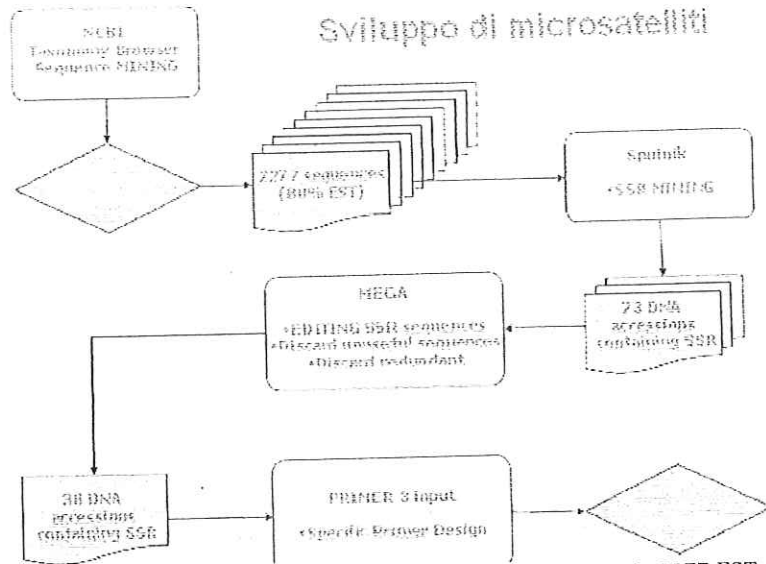 Sviluppo di microsatelliti
NCBI
Taxonomy Browser
Sequence MINING
sequences
(80% EST)
Sputnik
•SSR MINING
73 DNA
accessions
containing SSR
MEGA
•EDITING SSR sequences
•Discard unuseful sequences
•Discard redundant
38 DNA
accessions
containing SSR
PRIMER 3 Input
•Specific Primer Design
EST